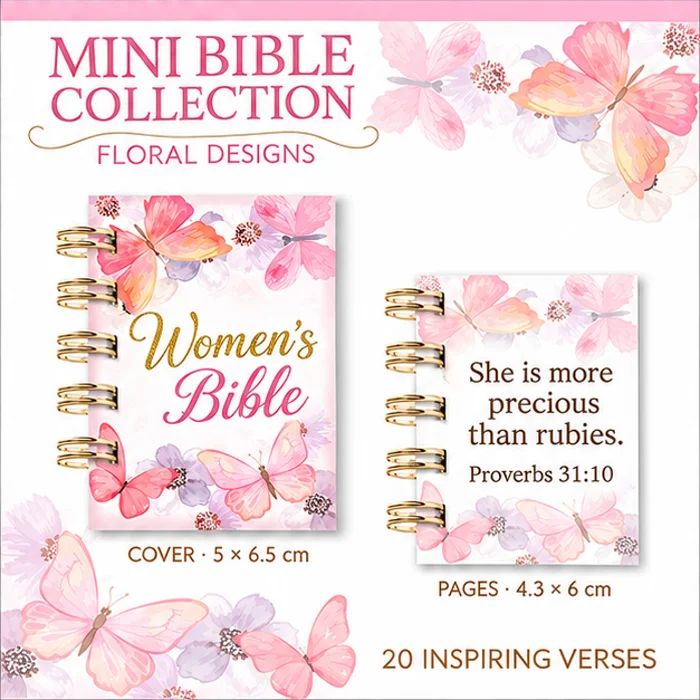 MINI BIBLE
COLLECTION
FLORAL DESIGNS
Women's
Bible
COVER · 5 × 6.5 cm
She is more
precious
than rubies.
Proverbs 31:10
PAGES · 4.3 × 6 cm
20 INSPIRING VERSES